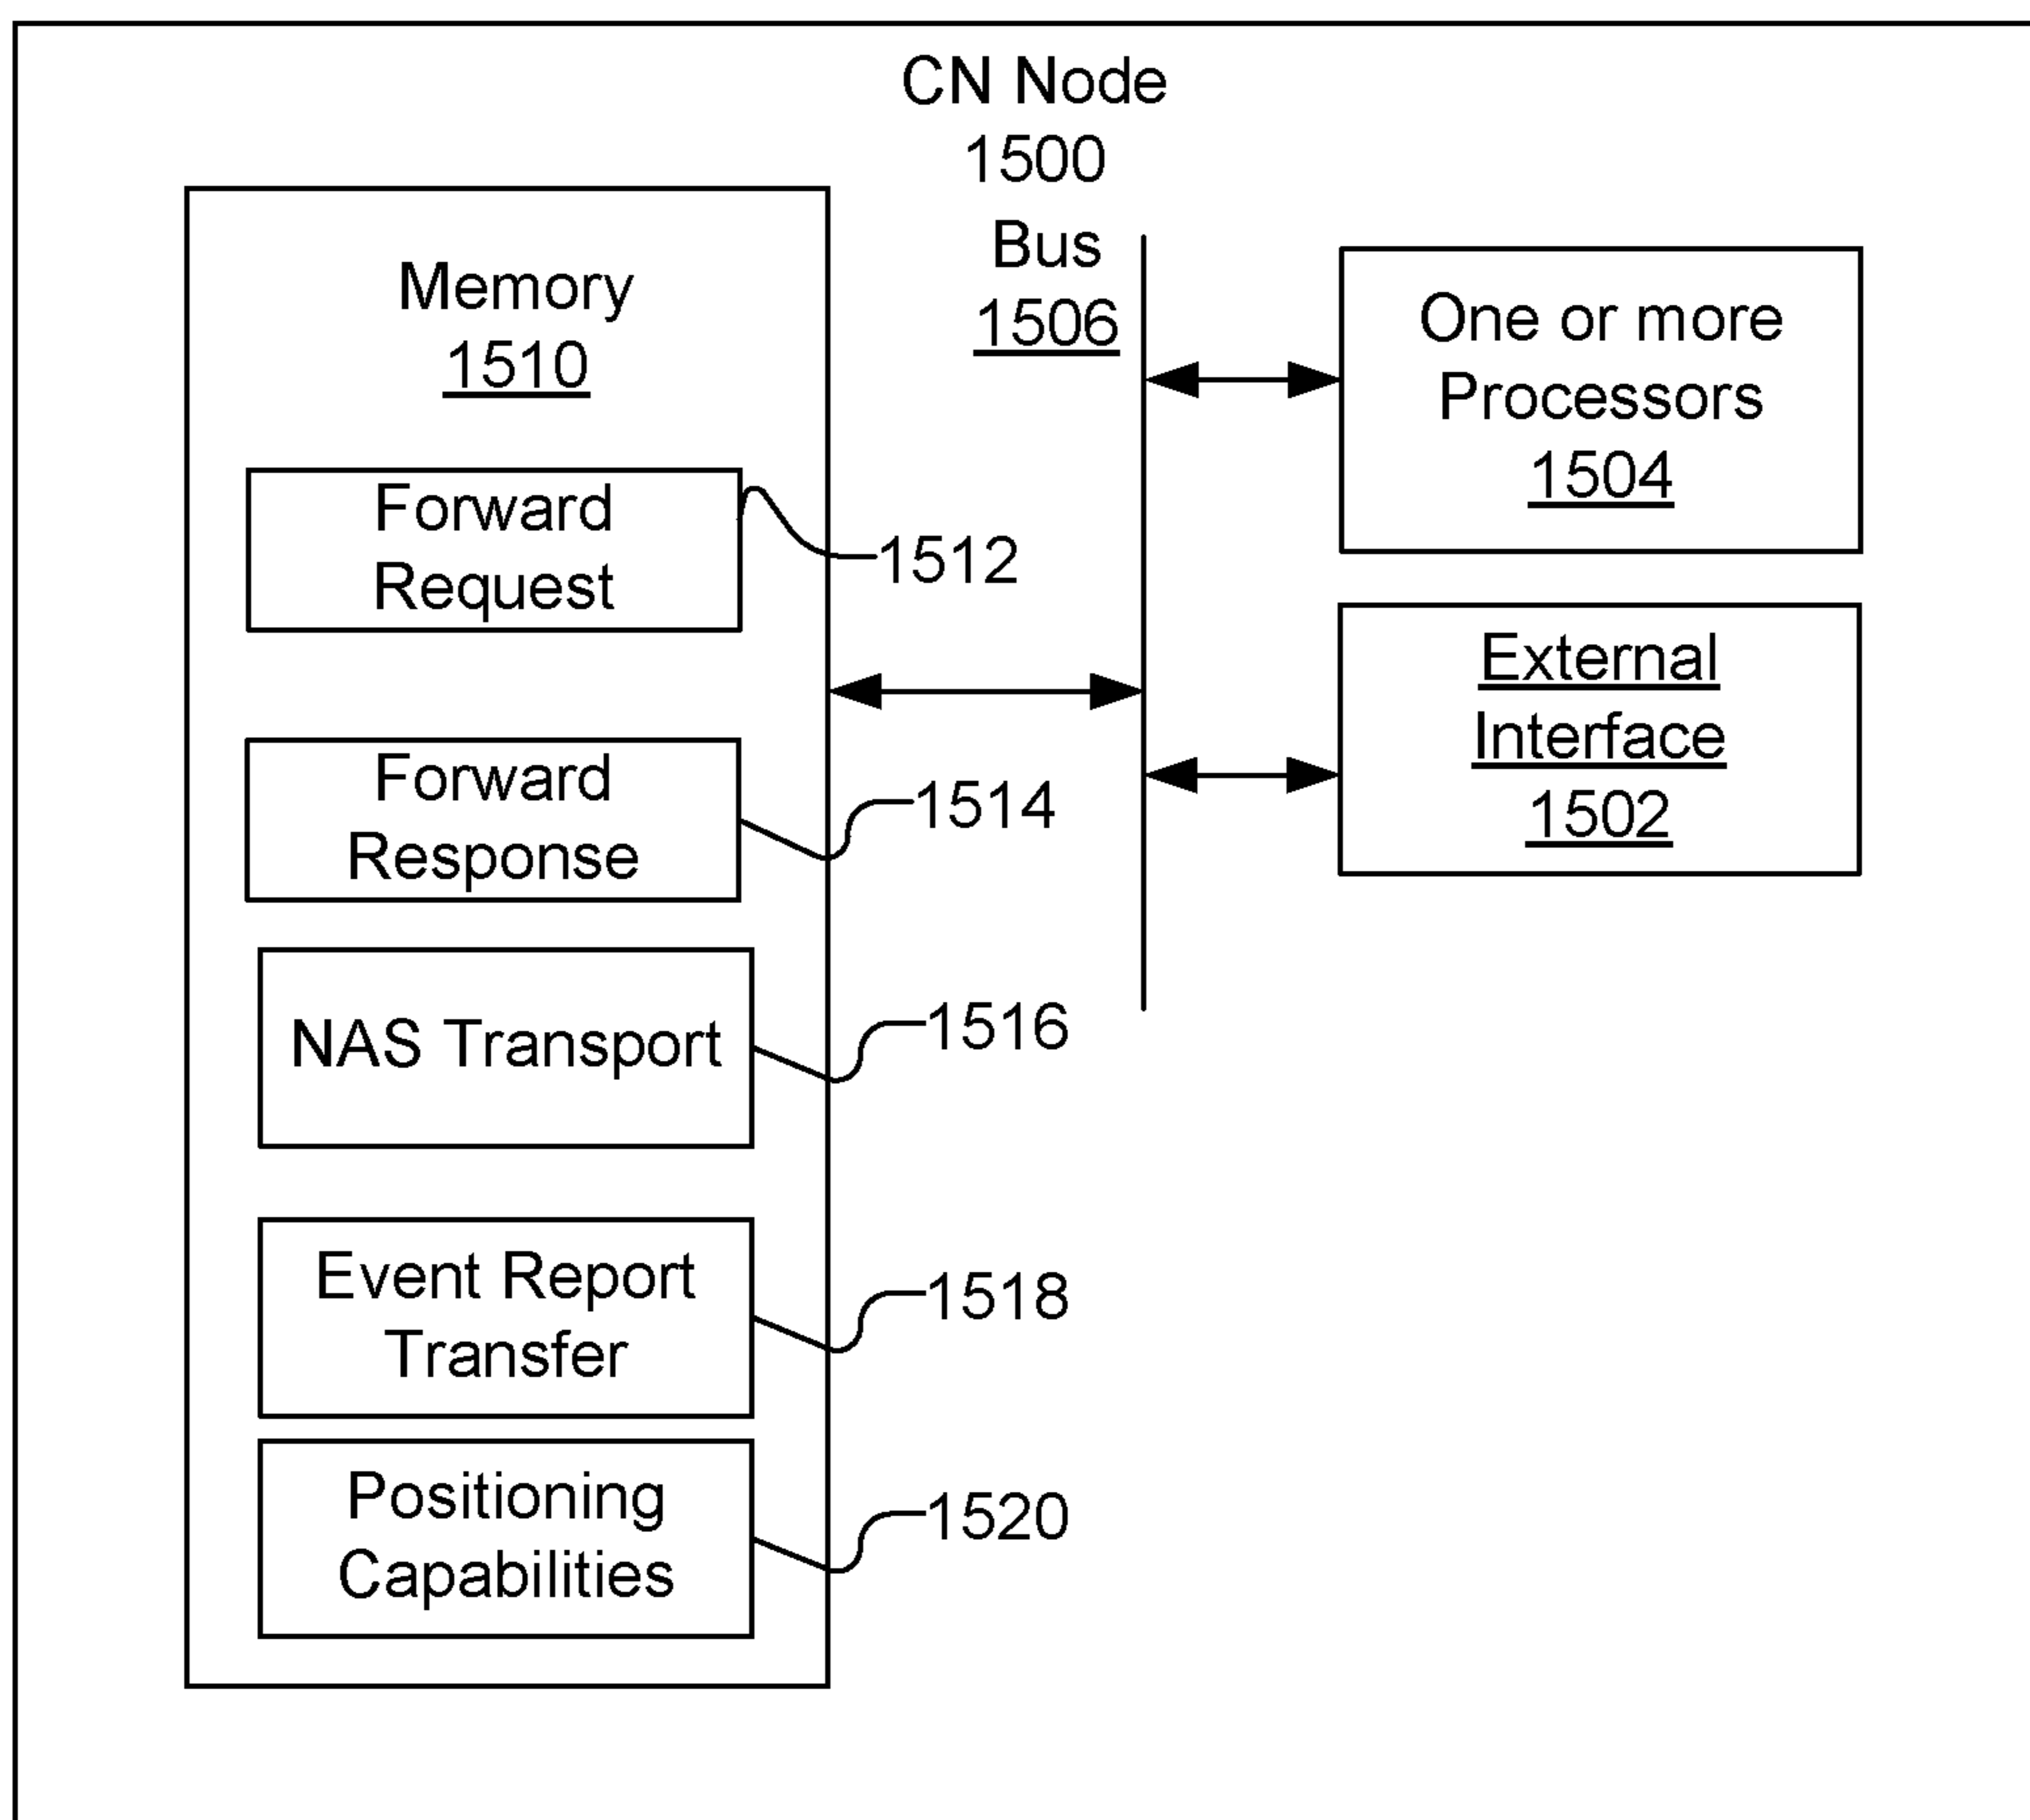 CN Node
1500
Memory
1510
Forward
Request
1512
Forward
Response
1514
NAS Transport
1516
Event Report
Transfer
1518
Positioning
Capabilities
1520
Bus
1506
One or more
Processors
1504
External
Interface
1502